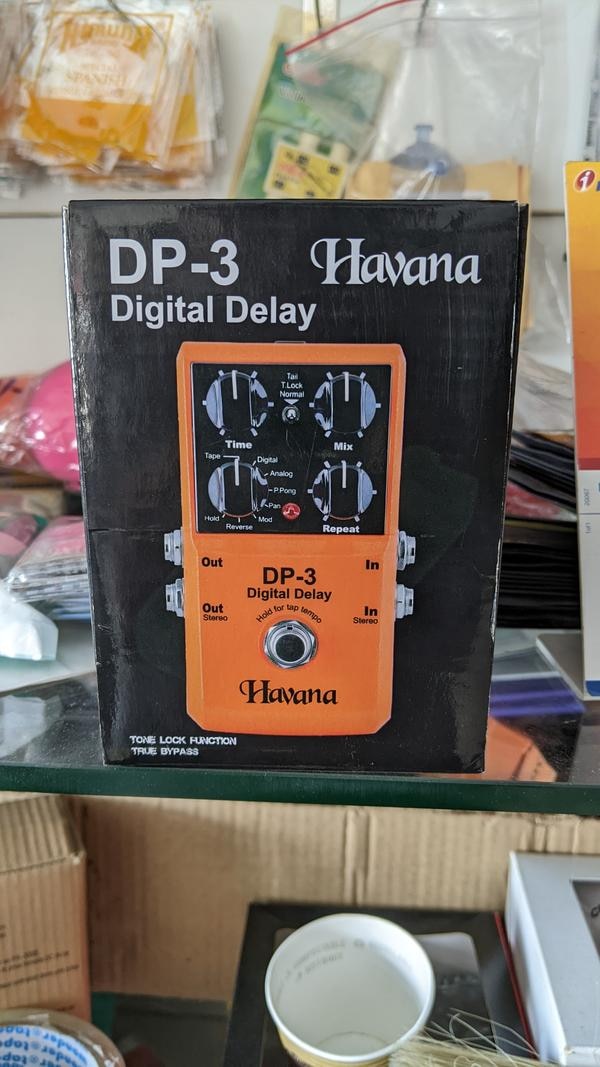 SPANISH
DP-3
Havana
Digital Delay
Tail
T.Lock
Normal
Time
Mix
Tape
Digital
Analog
P.Pong
Pan
Mod
Reverse
Hold
Repeat
Out
In
DP-3
Digital Delay
Out
Stereo
In
Stereo
Hold for tap tempo
Havana
TONE LOCK FUNCTION
TRUE BYPASS